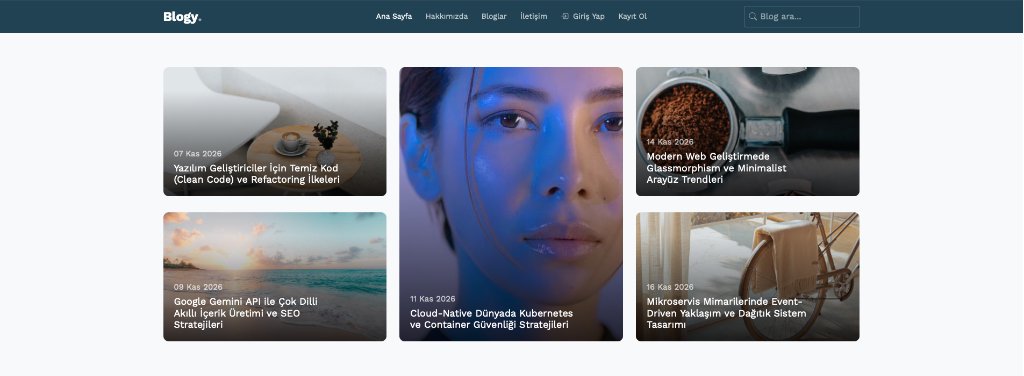 Blogy.
Ana Sayfa
Hakkımızda
Bloglar
İletişim
Giriş Yap
Kayıt Ol
Blog ara...
07 Kas 2026
Yazılım Geliştiriciler İçin Temiz Kod
(Clean Code) ve Refactoring İlkeleri
09 Kas 2026
Google Gemini API ile Çok Dilli
Akıllı İçerik Üretimi ve SEO
Stratejileri
11 Kas 2026
Cloud-Native Dünyada Kubernetes
ve Container Güvenliği Stratejileri
14 Kas 2026
Modern Web Geliştirmede
Glassmorphism ve Minimalist
Arayüz Trendleri
16 Kas 2026
Mikroservis Mimarilerinde Event-
Driven Yaklaşım ve Dağıtık Sistem
Tasarımı